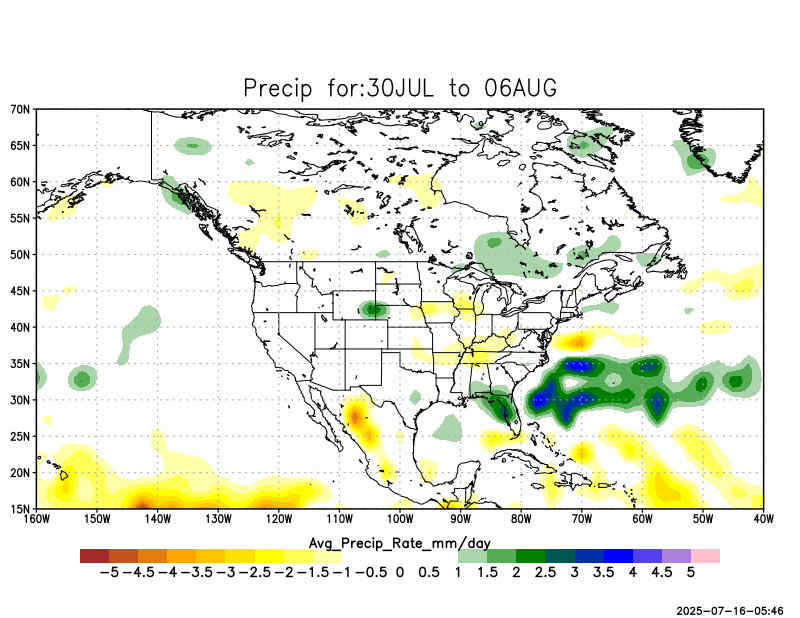 Precip for:30JUL to 06AUG
70N
65N
60N
55N
50N
45N
40N
35N
30N
25N
20N
15N
160W 150W 140W 130W 120W 110W 100W 90W 80W 70W 60W 50W 40W
Avg_Precip_Rate_mm/day
-5 -4.5 -4 -3.5 -3 -2.5 -2 -1.5 -1 -0.5 0 0.5 1 1.5 2 2.5 3 3.5 4 4.5 5
2025-07-16-05:46